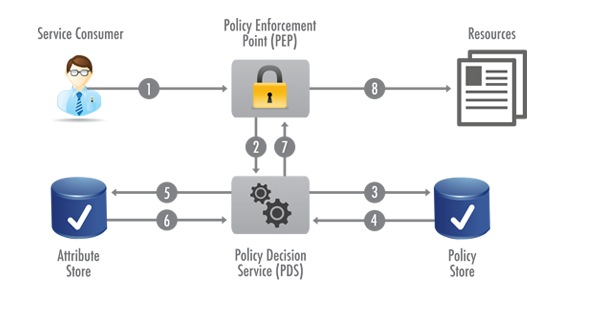 Service Consumer
Policy Enforcement
Point (PEP)
Resources
1
8
2
7
5
3
6
4
Attribute
Store
Policy Decision
Service (PDS)
Policy
Store